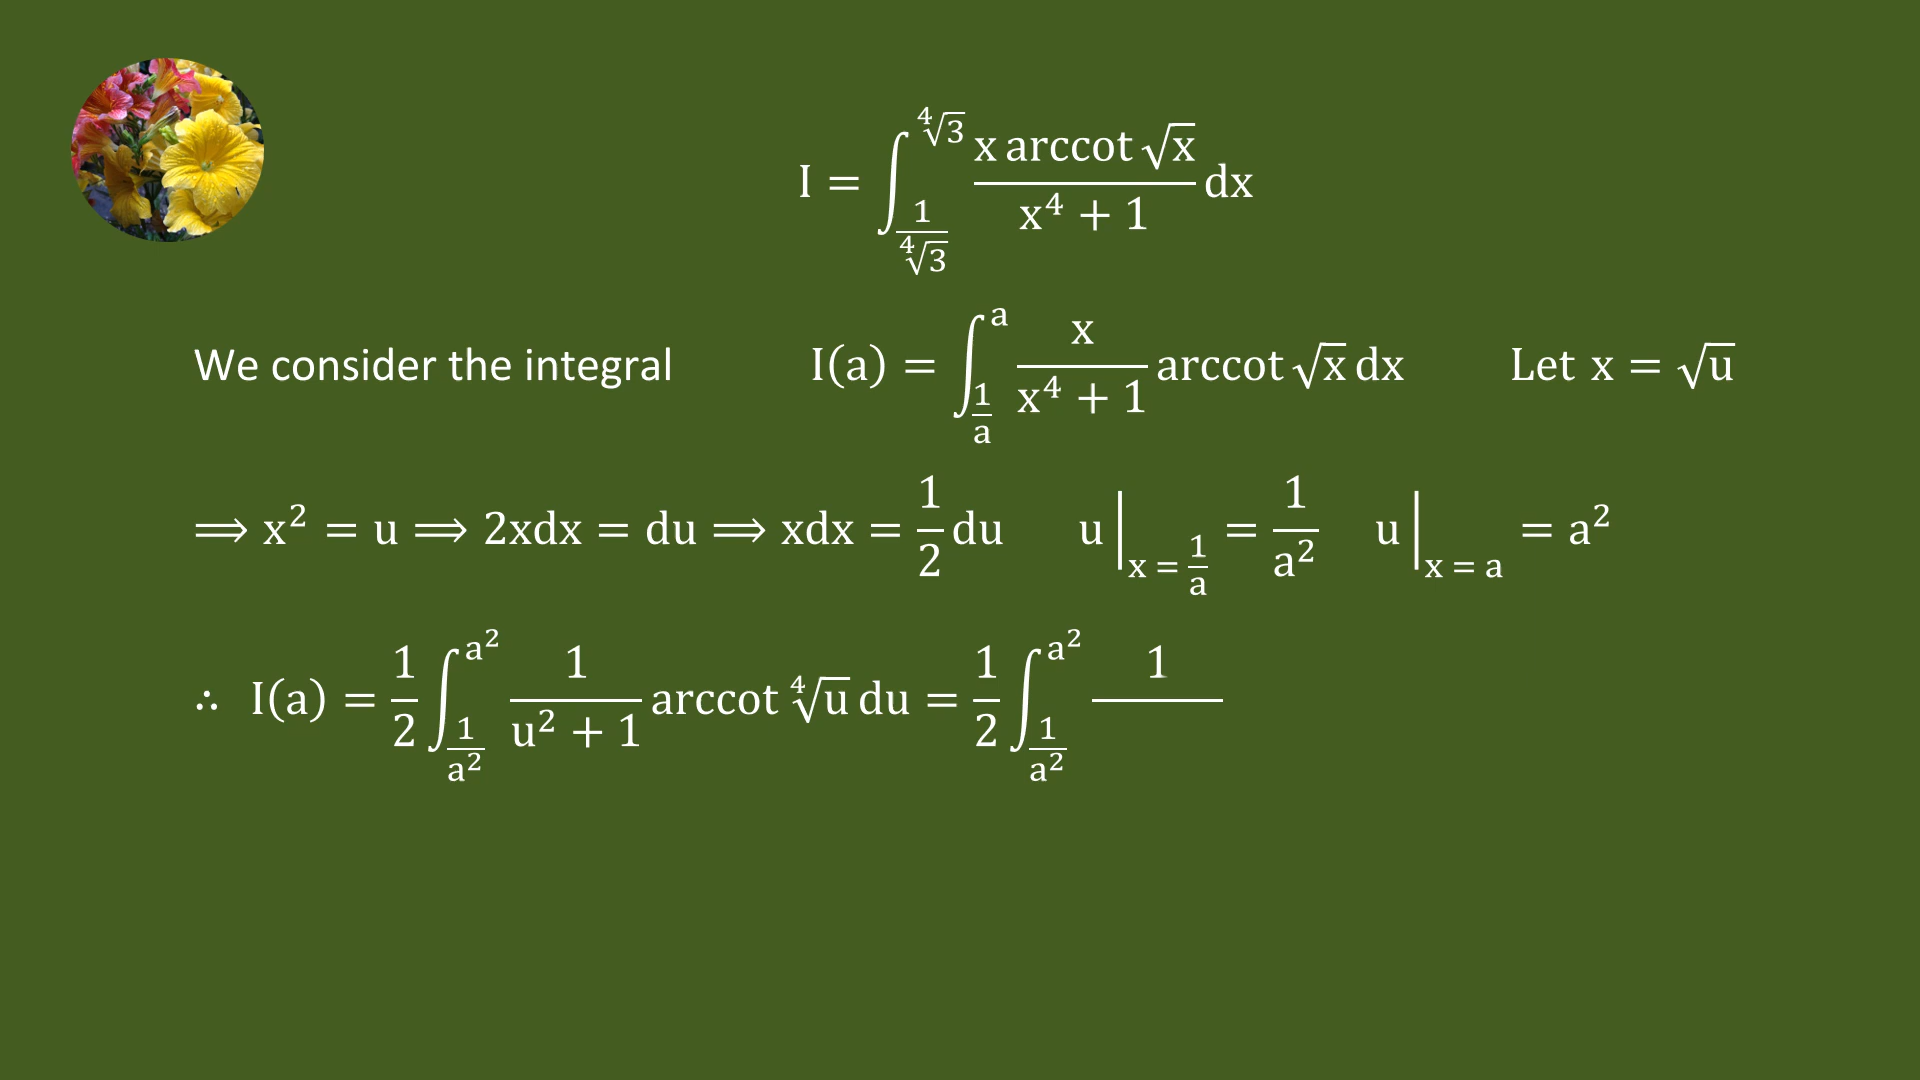 I = ∫_{1/∜3}^{∜3} (x arccot √x)/(x⁴ + 1) dx
We consider the integral I(a) = ∫_{1/a}^{a} x/(x⁴ + 1) arccot √x dx Let x = √u
⟹ x² = u ⟹ 2xdx = du ⟹ xdx = 1/2 du u|_{x = 1/a} = 1/a² u|_{x = a} = a²
∴ I(a) = 1/2 ∫_{1/a²}^{a²} 1/(u² + 1) arccot ∜u du = 1/2 ∫_{1/a²}^{a²} 1/